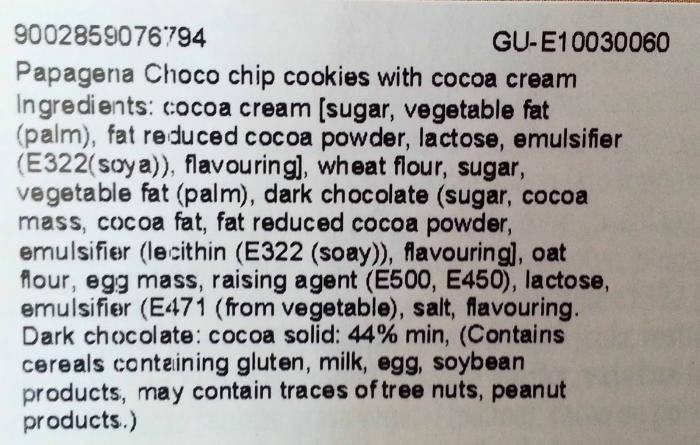 9002859076794
GU-E10030060
Papagena Choco chip cookies with cocoa cream
Ingredients: cocoa cream [sugar, vegetable fat
(palm), fat reduced cocoa powder, lactose, emulsifier
(E322(soya)), flavouring], wheat flour, sugar,
vegetable fat (palm), dark chocolate (sugar, cocoa
mass, cocoa fat, fat reduced cocoa powder,
emulsifier (lecithin (E322 (soay)), flavouring], oat
flour, egg mass, raising agent (E500, E450), lactose,
emulsifier (E471 (from vegetable), salt, flavouring.
Dark chocolate: cocoa solid: 44% min, (Contains
cereals containing gluten, milk, egg, soybean
products, may contain traces of tree nuts, peanut
products.)